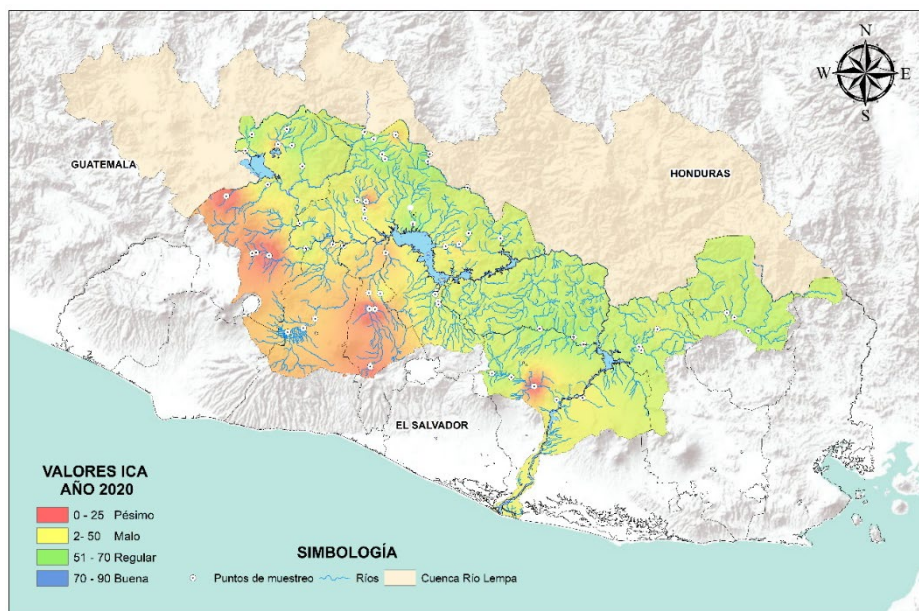 N
W E
S
GUATEMALA
HONDURAS
EL SALVADOR
VALORES ICA
AÑO 2020
0 - 25 Pésimo
2- 50 Malo
51 - 70 Regular
70 - 90 Buena
SIMBOLOGÍA
Puntos de muestreo Ríos Cuenca Río Lempa